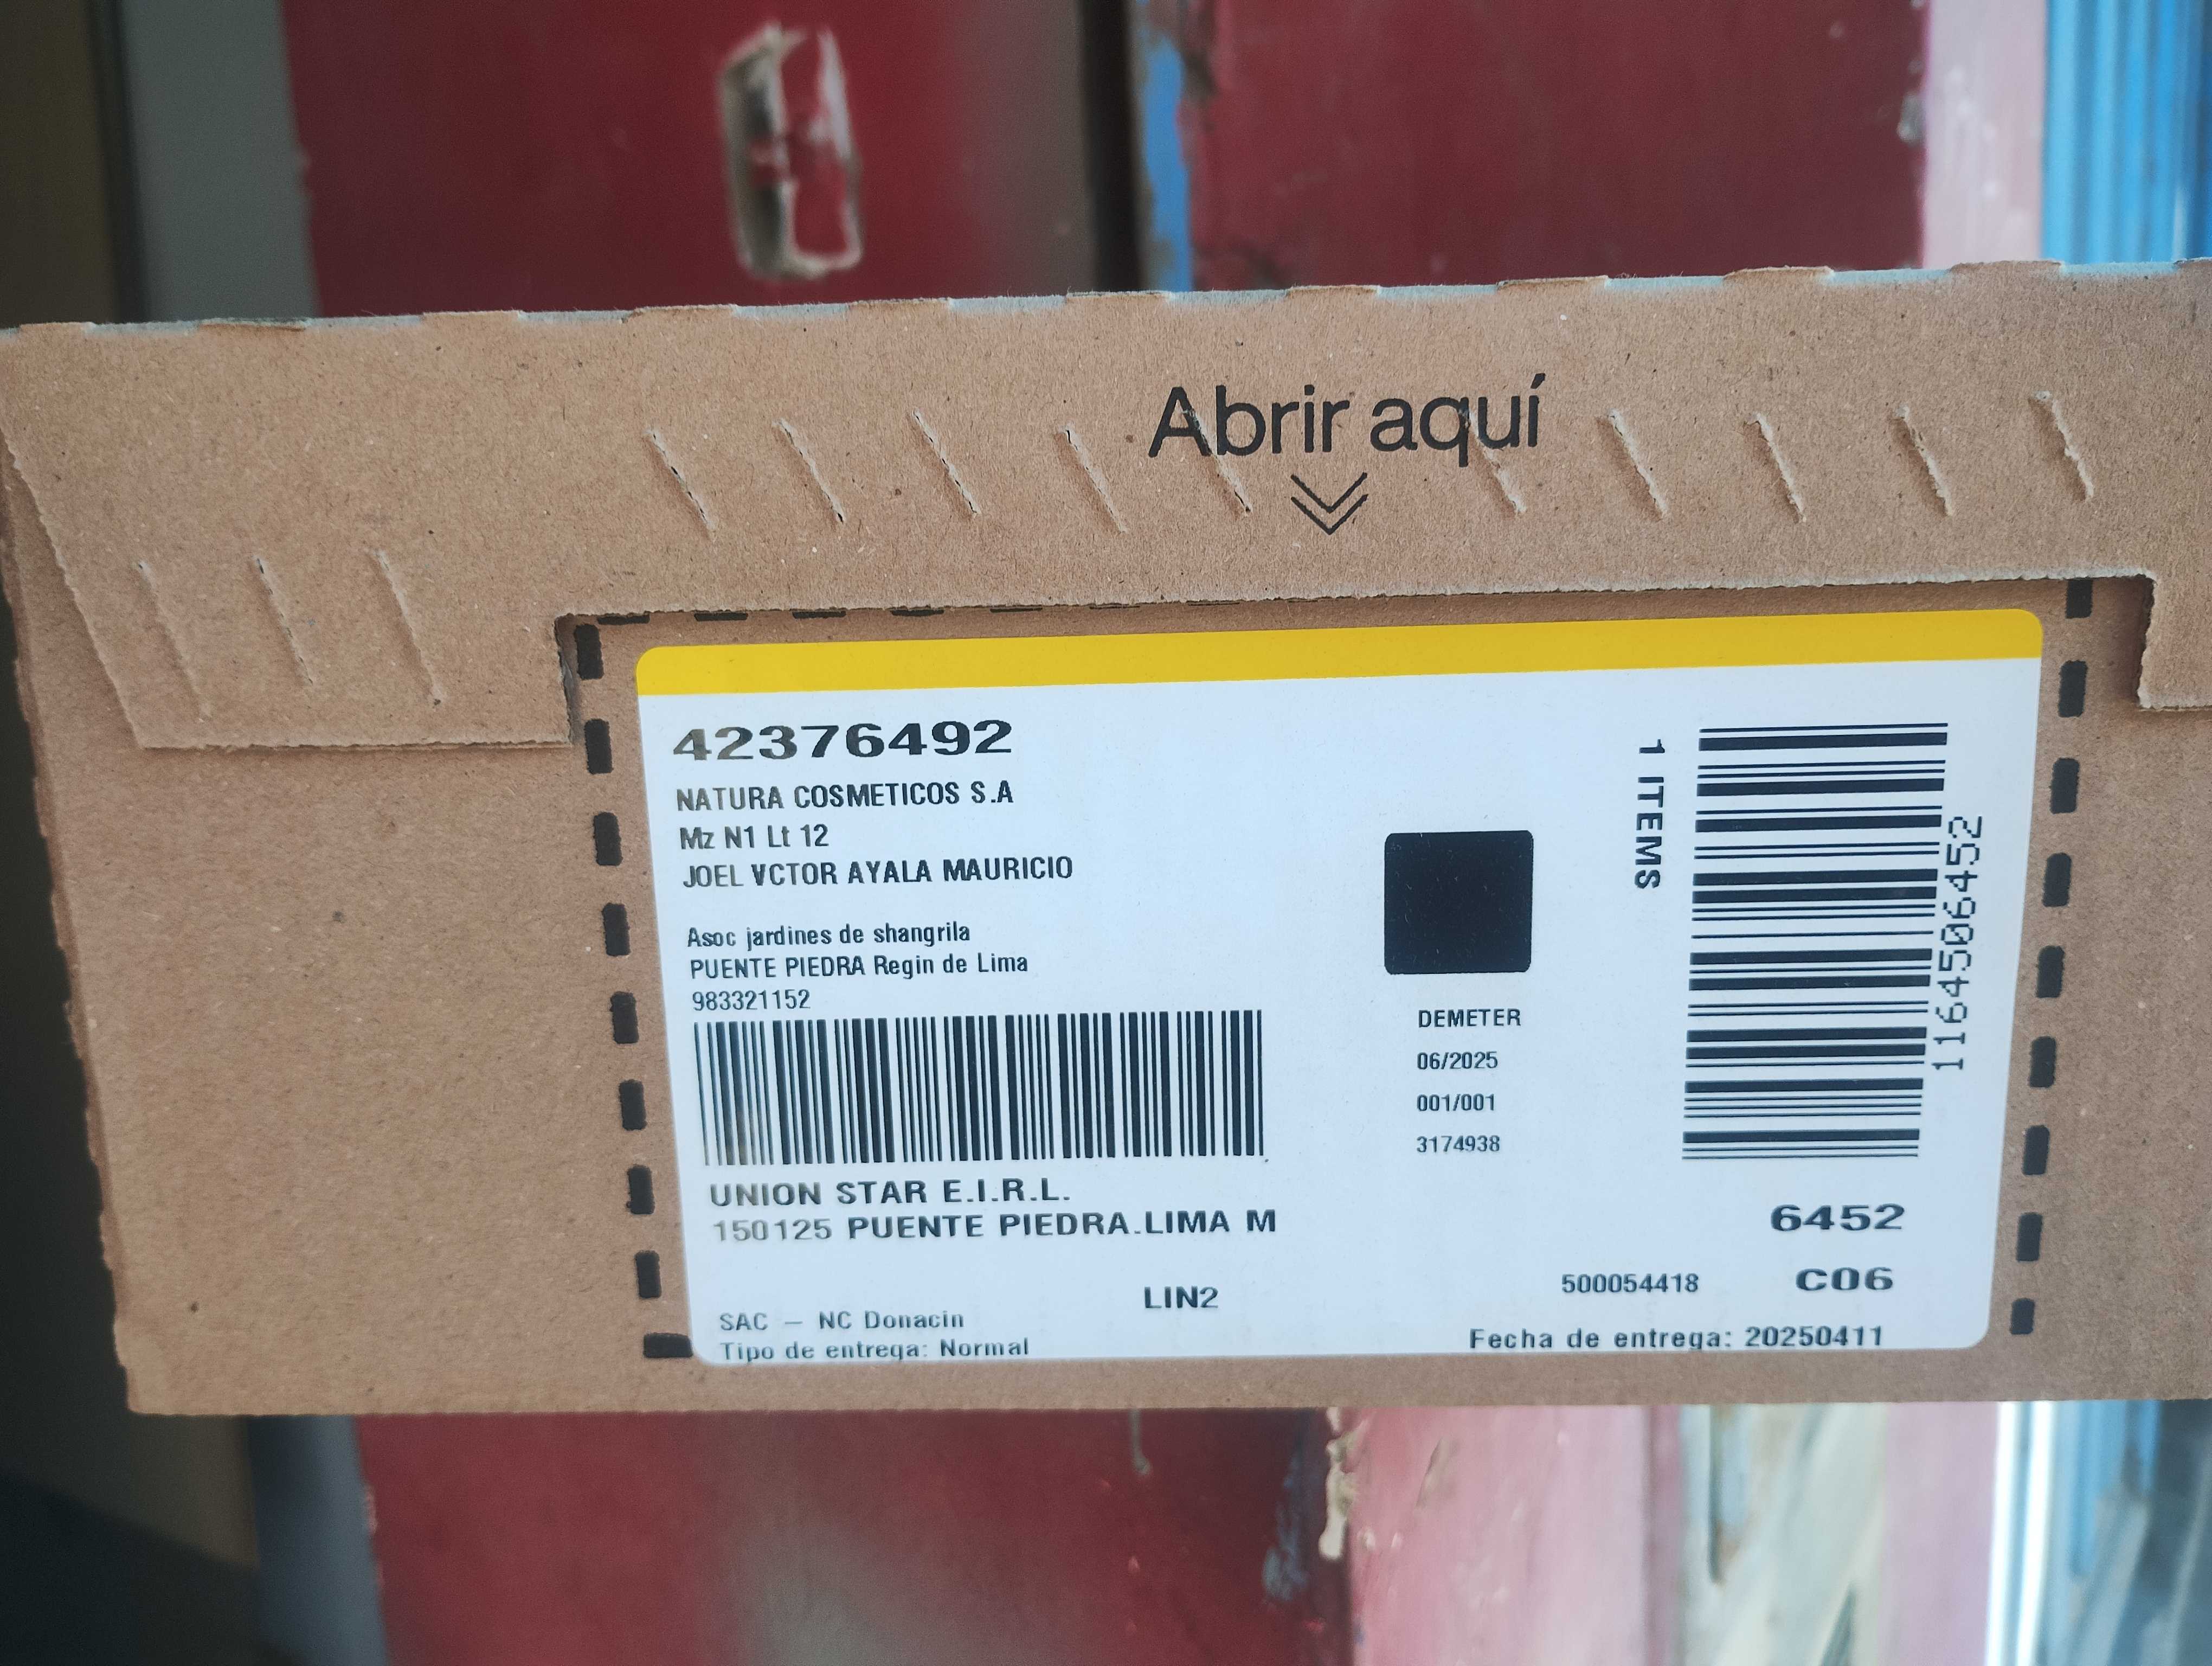 Abrir aquí
42376492
NATURA COSMETICOS S.A
Mz N1 Lt 12
JOEL VCTOR AYALA MAURICIO
Asoc jardines de shangrila
PUENTE PIEDRA Regin de Lima
983321152
UNION STAR E.I.R.L.
150125 PUENTE PIEDRA.LIMA M
LIN2
SAC – NC Donacin
Tipo de entrega: Normal
DEMETER
06/2025
001/001
3174938
1 ITEMS
1164506452
6452
500054418 C06
Fecha de entrega: 20250411